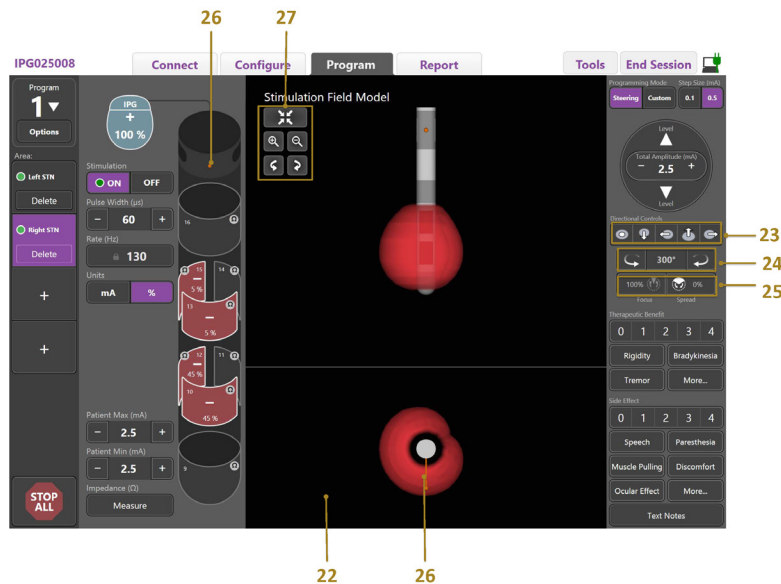 26
27
IPG025008
Connect
Configure
Program
Report
Tools
End Session
Program
1
Options
Area:
Left STN
Delete
Right STN
Delete
+
+
STOP
ALL
IPG
+
100 %
Stimulation
ON OFF
Pulse Width (µs)
− 60 +
Rate (Hz)
130
Units
mA %
Patient Max (mA)
− 2.5 +
Patient Min (mA)
− 2.5 +
Impedance (Ω)
Measure
16 Ω
Ω 15 14 Ω
− 5 %
13 Ω
−
5 %
Ω 12 11 Ω
− 45 %
10 Ω
−
45 %
9 Ω
Stimulation Field Model
22
26
Programming Mode Step Size (mA)
Steering Custom 0.1 0.5
Level
Total Amplitude (mA)
− 2.5 +
Level
Directional Controls
23
300°
24
100% 0%
25
Focus Spread
Therapeutic Benefit
0 1 2 3 4
Rigidity Bradykinesia
Tremor More...
Side Effect
0 1 2 3 4
Speech Paresthesia
Muscle Pulling Discomfort
Ocular Effect More...
Text Notes